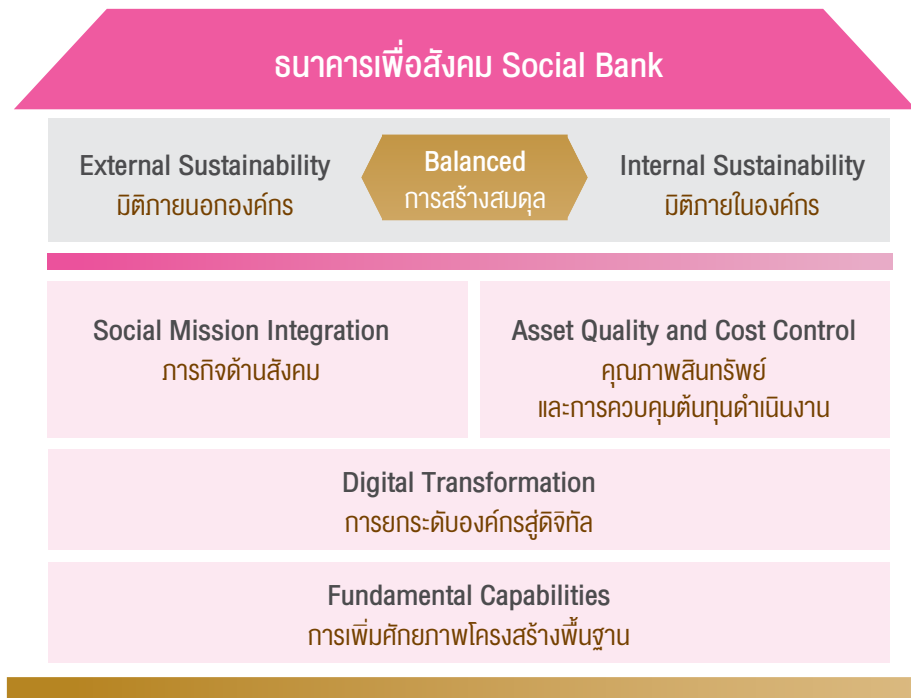 ธนาคารเพื่อสังคม Social Bank
External Sustainability
มิติภายนอกองค์กร
Balanced
การสร้างสมดุล
Internal Sustainability
มิติภายในองค์กร
Social Mission Integration
ภารกิจด้านสังคม
Asset Quality and Cost Control
คุณภาพสินทรัพย์
และการควบคุมต้นทุนดำเนินงาน
Digital Transformation
การยกระดับองค์กรสู่ดิจิทัล
Fundamental Capabilities
การเพิ่มศักยภาพโครงสร้างพื้นฐาน